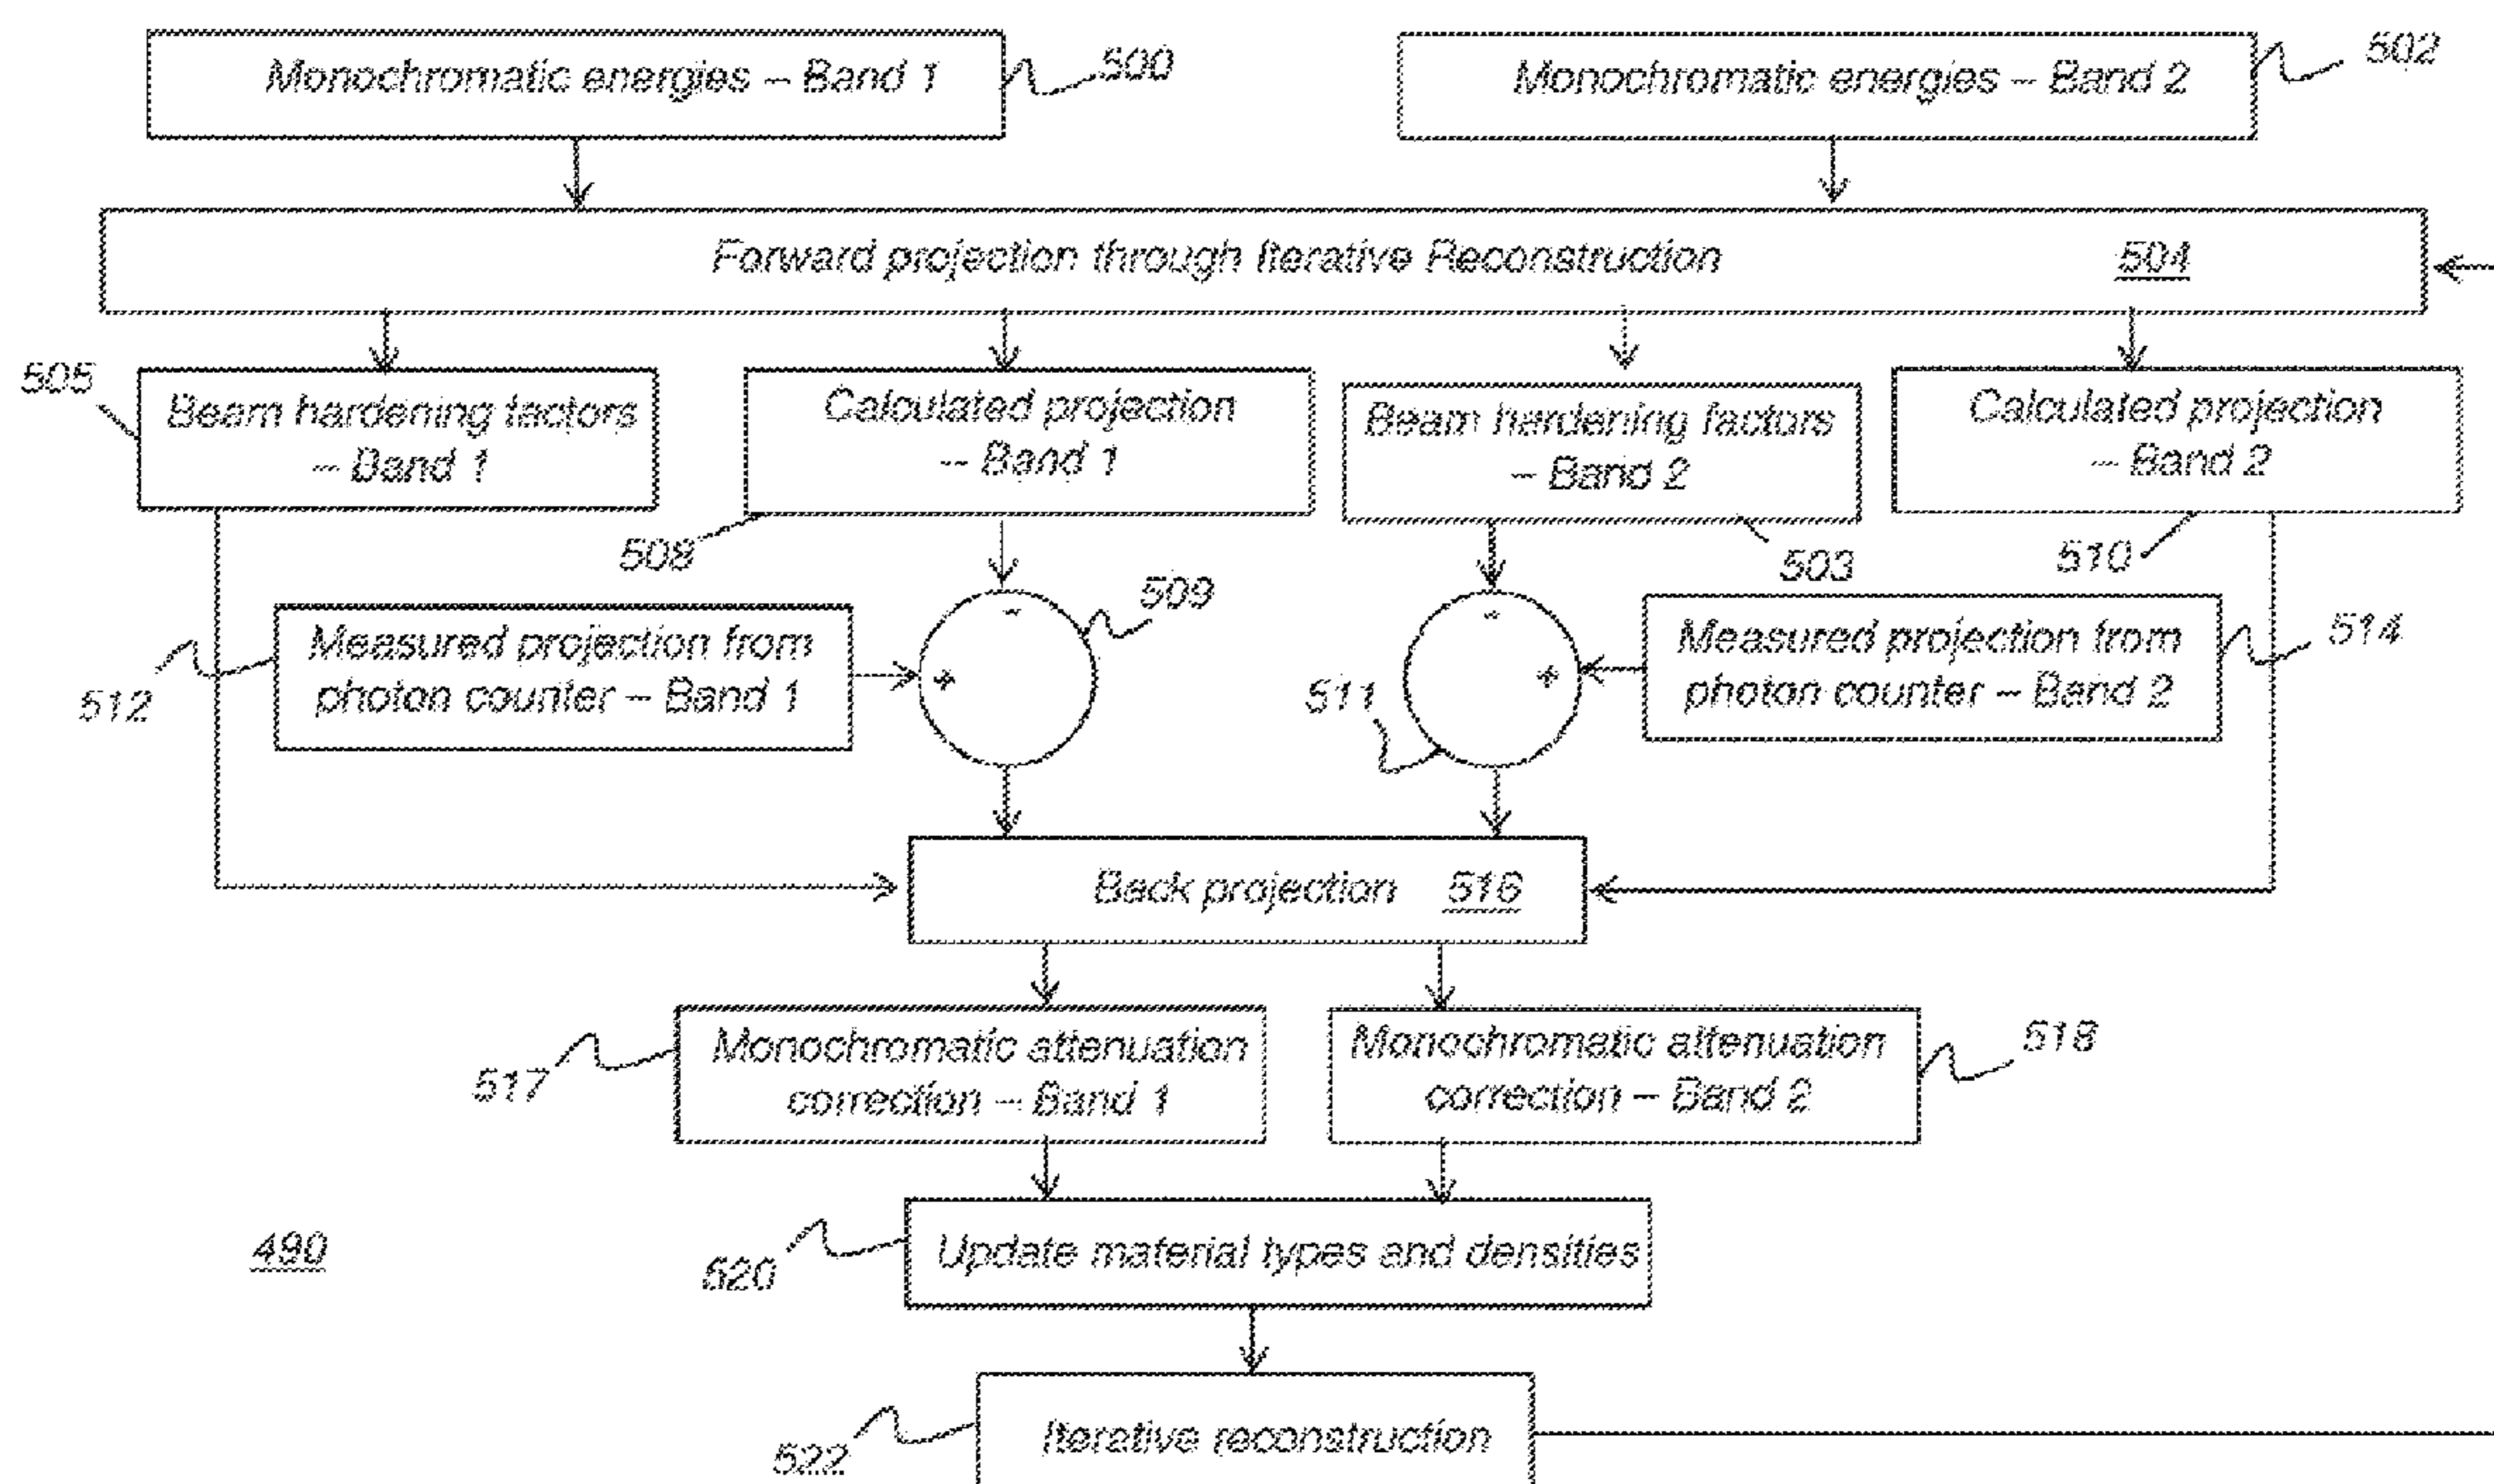 Monochromatic energies – Band 1
500
Monochromatic energies – Band 2
502
Forward projection through Iterative Reconstruction 504
505
Beam hardening factors
– Band 1
Calculated projection
– Band 1
508
Beam hardening factors
– Band 2
503
Calculated projection
– Band 2
510
512
Measured projection from
photon counter – Band 1
-
+
509
-
+
511
Measured projection from
photon counter – Band 2
514
Back projection 516
517
Monochromatic attenuation
correction – Band 1
Monochromatic attenuation
correction – Band 2
518
490
520
Update material types and densities
522
Iterative reconstruction